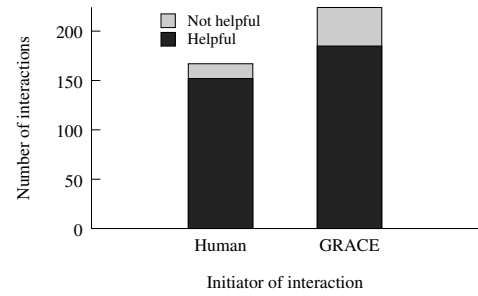 Not helpful
Helpful
Number of interactions
200
150
100
50
0
Human GRACE
Initiator of interaction